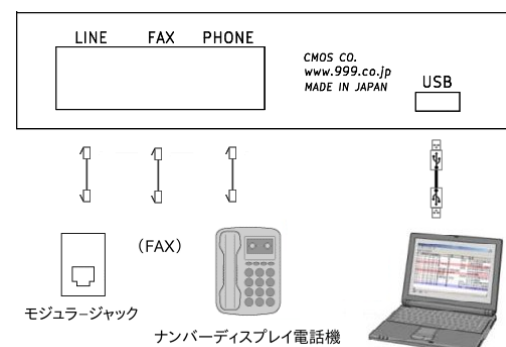 LINE FAX PHONE
CMOS CO.
www.999.co.jp
MADE IN JAPAN
USB
(FAX)
モジュラージャック
ナンバーディスプレイ電話機